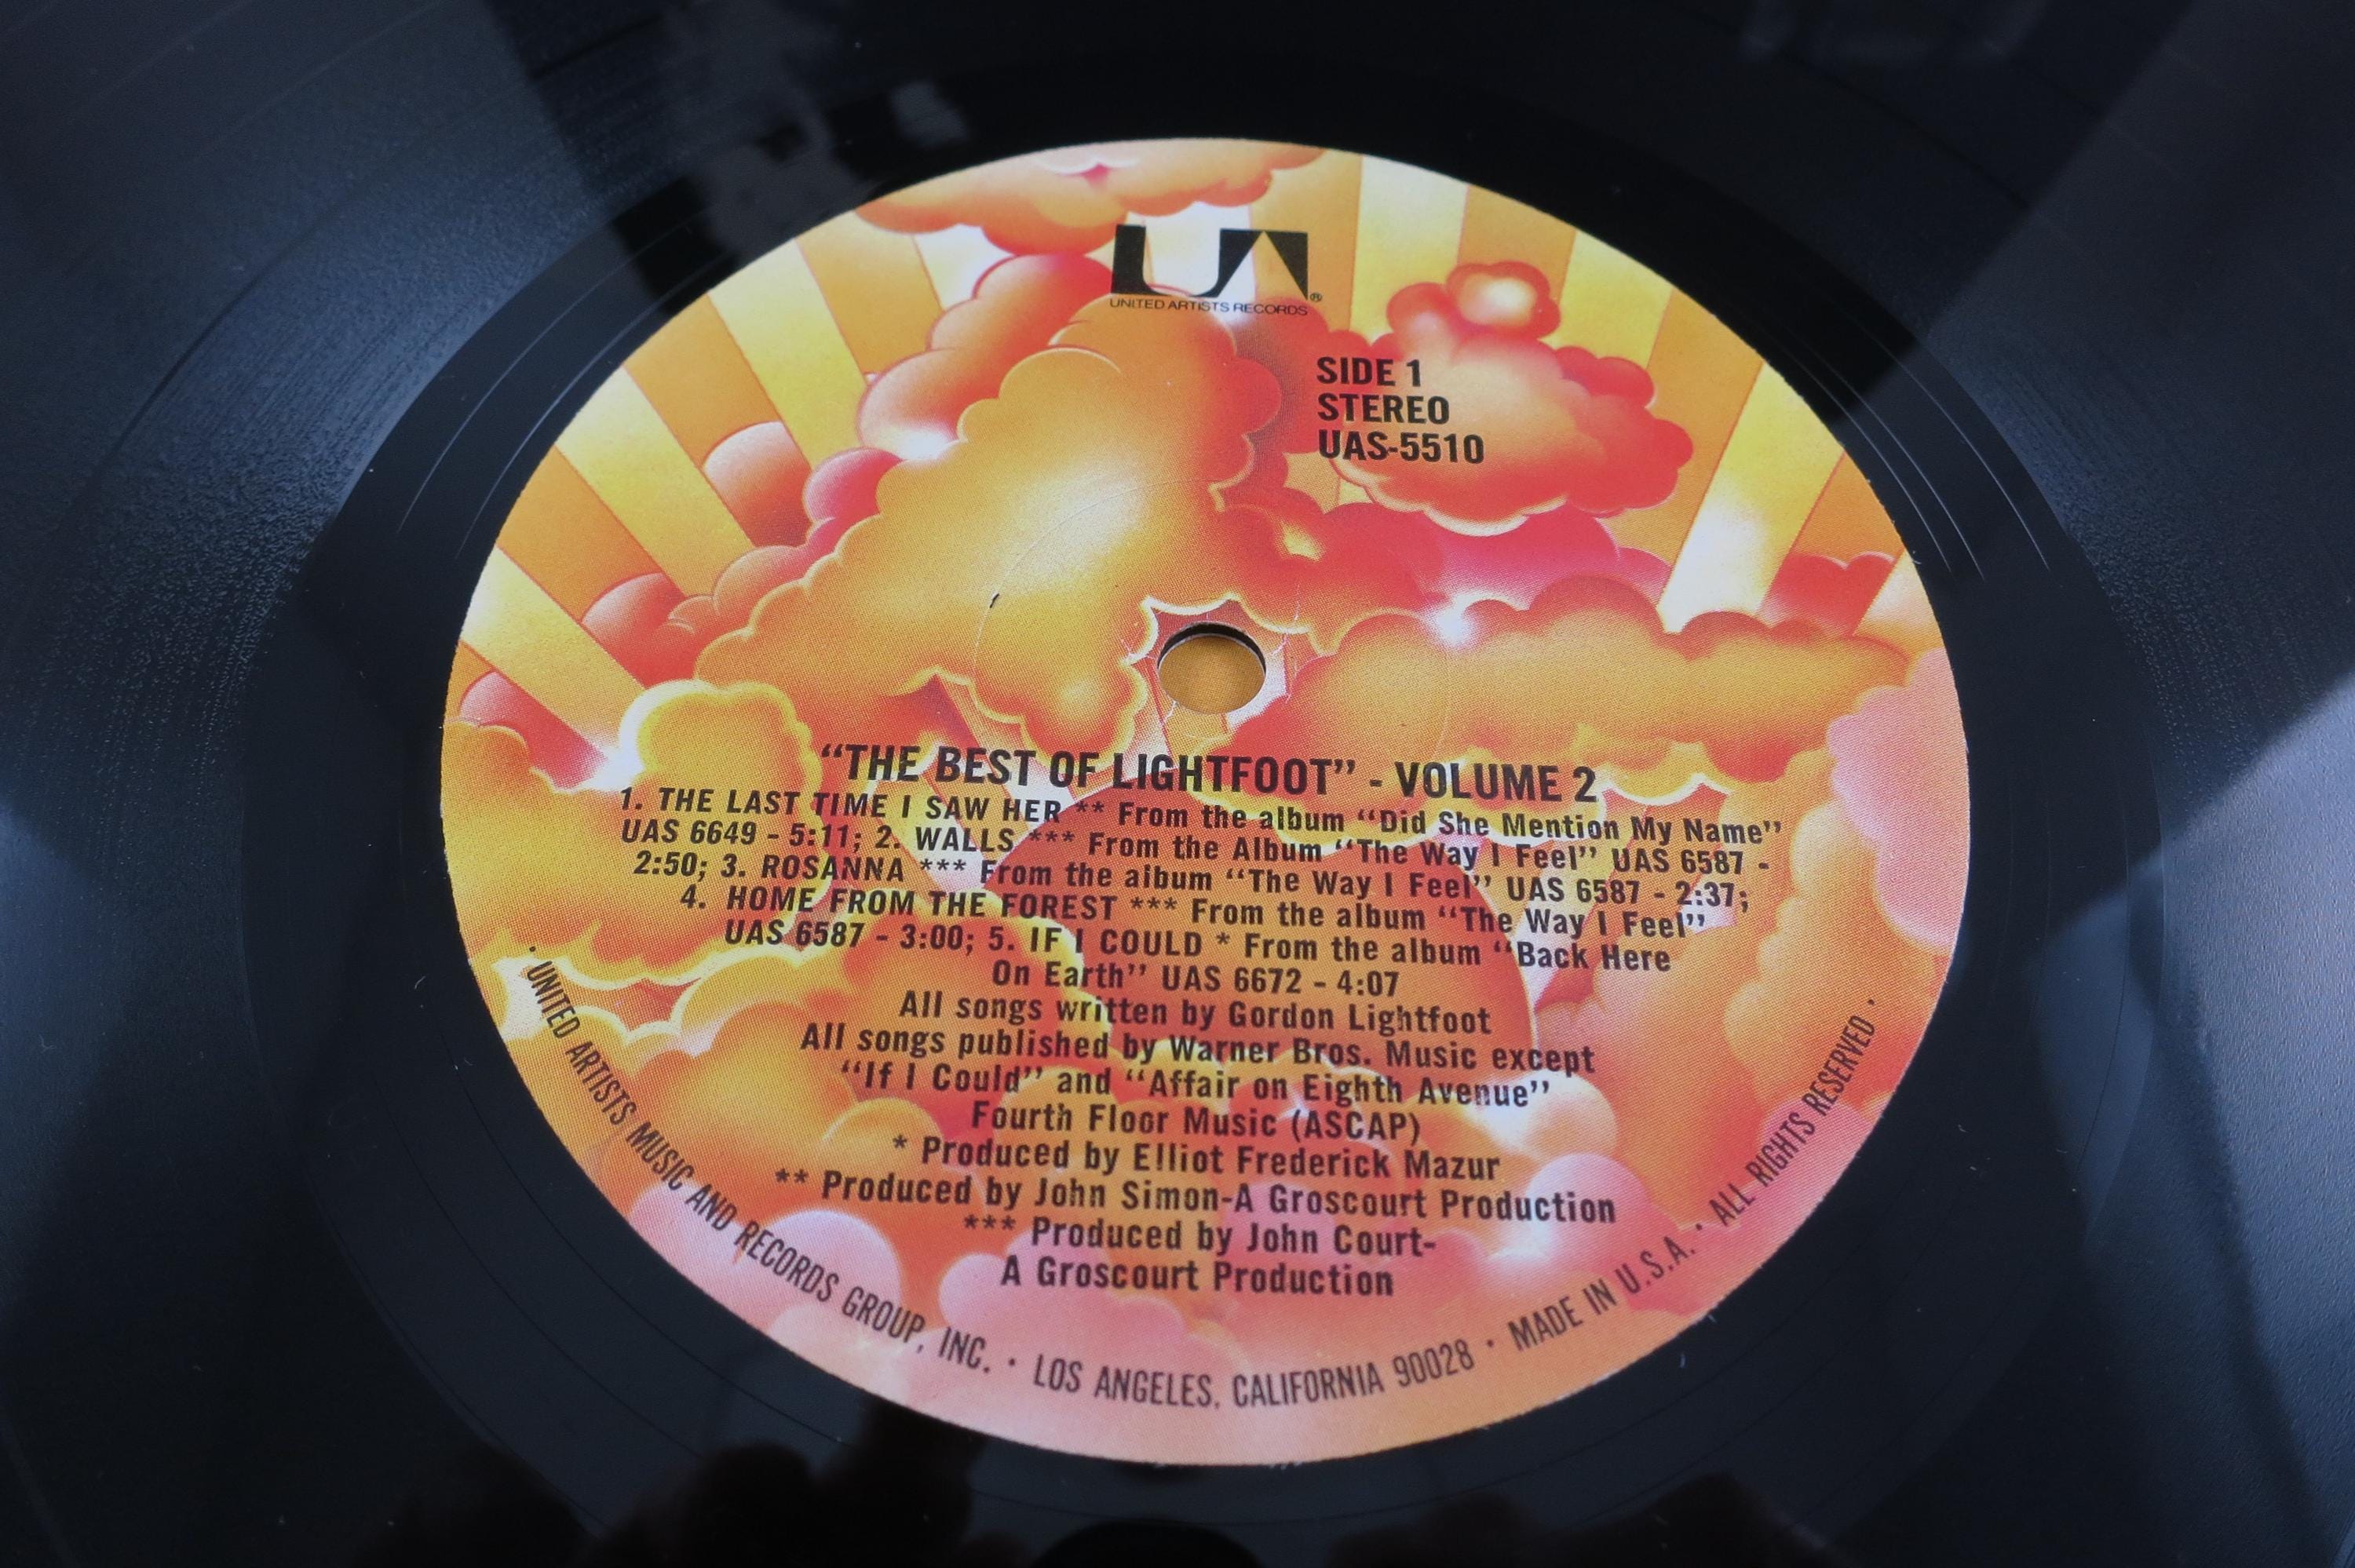 UA
UNITED ARTISTS RECORDS®
SIDE 1
STEREO
UAS-5510
“THE BEST OF LIGHTFOOT” - VOLUME 2
1. THE LAST TIME I SAW HER ** From the album “Did She Mention My Name”
UAS 6649 - 5:11; 2. WALLS *** From the Album “The Way I Feel” UAS 6587 -
2:50; 3. ROSANNA *** From the album “The Way I Feel” UAS 6587 - 2:37;
4. HOME FROM THE FOREST *** From the album “The Way I Feel”
UAS 6587 - 3:00; 5. IF I COULD * From the album “Back Here
On Earth” UAS 6672 - 4:07
All songs written by Gordon Lightfoot
All songs published by Warner Bros. Music except
“If I Could” and “Affair on Eighth Avenue”
Fourth Floor Music (ASCAP)
* Produced by Elliot Frederick Mazur
** Produced by John Simon-A Groscourt Production
*** Produced by John Court-
A Groscourt Production
· UNITED ARTISTS MUSIC AND RECORDS GROUP, INC. · LOS ANGELES, CALIFORNIA 90028 · MADE IN U.S.A. · ALL RIGHTS RESERVED ·